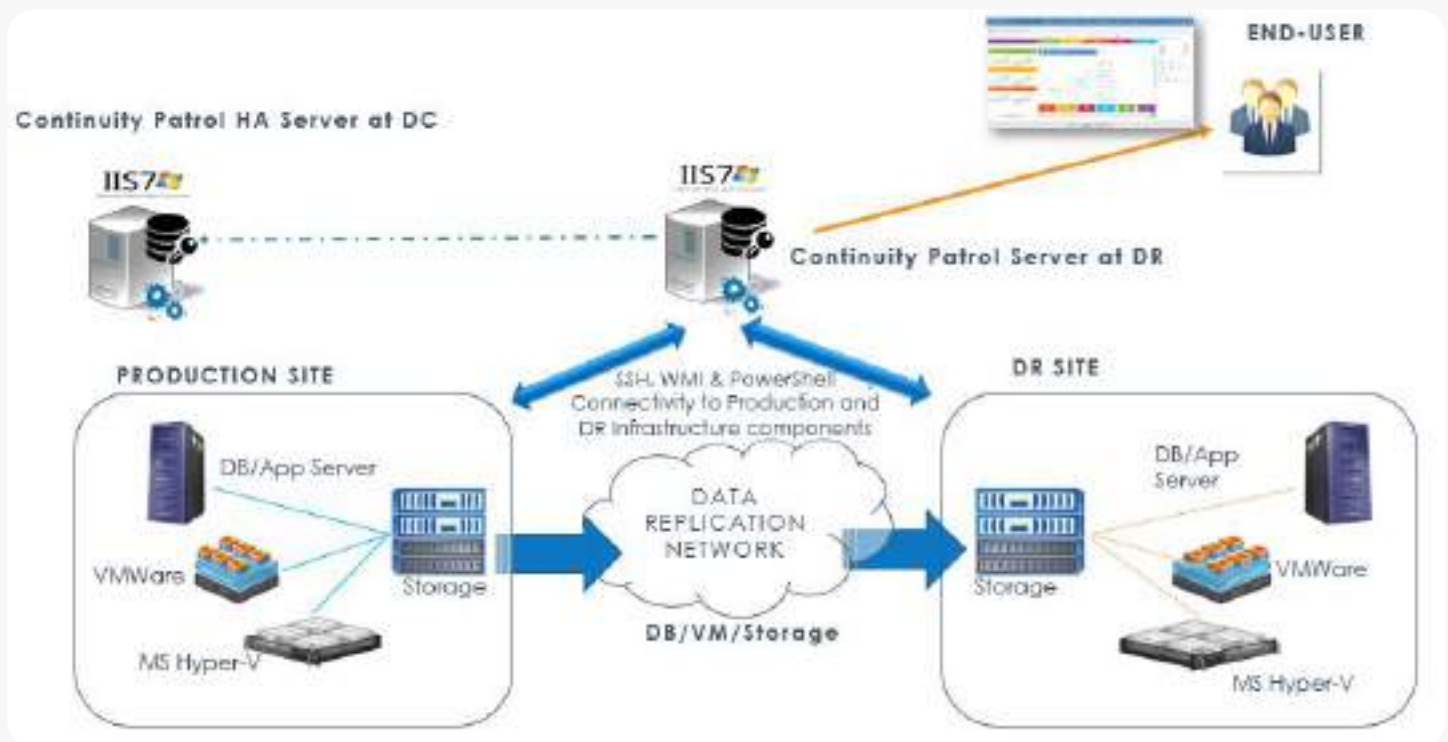 END-USER
Continuity Patrol HA Server at DC
IIS7
IIS7
Continuity Patrol Server at DR
PRODUCTION SITE
SSH, WMI & PowerShell
Connectivity to Production and
DR Infrastructure components
DR SITE
DB/App Server
VMWare
MS Hyper-V
Storage
DATA
REPLICATION
NETWORK
DB/VM/Storage
Storage
DB/App
Server
VMWare
MS Hyper-V